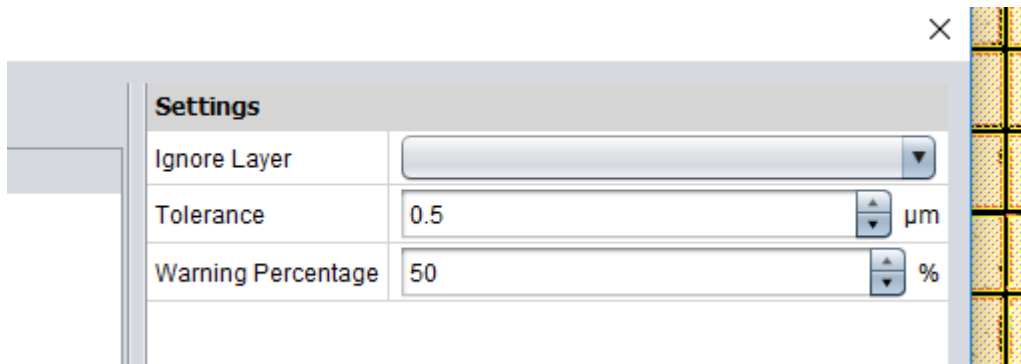 Settings
Ignore Layer
Tolerance 0.5 µm
Warning Percentage 50 %